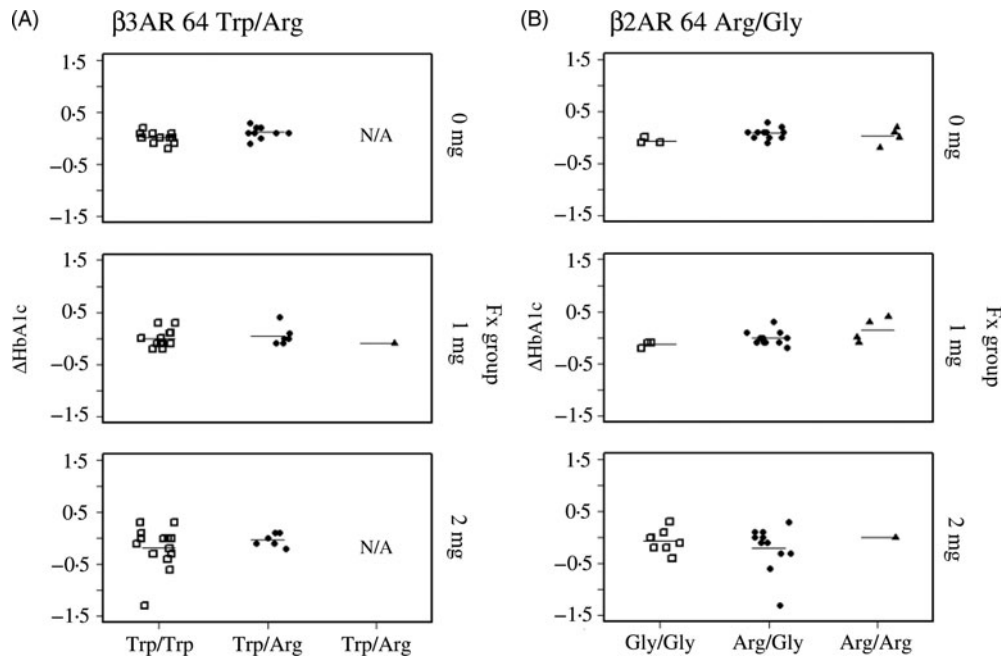 (A) β3AR 64 Trp/Arg
1·5
0·5
−0·5
−1·5
N/A
0 mg
1·5
0·5
−0·5
−1·5
ΔHbA1c
1 mg
Fx group
1·5
0·5
−0·5
−1·5
N/A
2 mg
Trp/Trp Trp/Arg Trp/Arg
(B) β2AR 64 Arg/Gly
1·5
0·5
−0·5
−1·5
0 mg
1·5
0·5
−0·5
−1·5
ΔHbA1c
1 mg
Fx group
1·5
0·5
−0·5
−1·5
2 mg
Gly/Gly Arg/Gly Arg/Arg